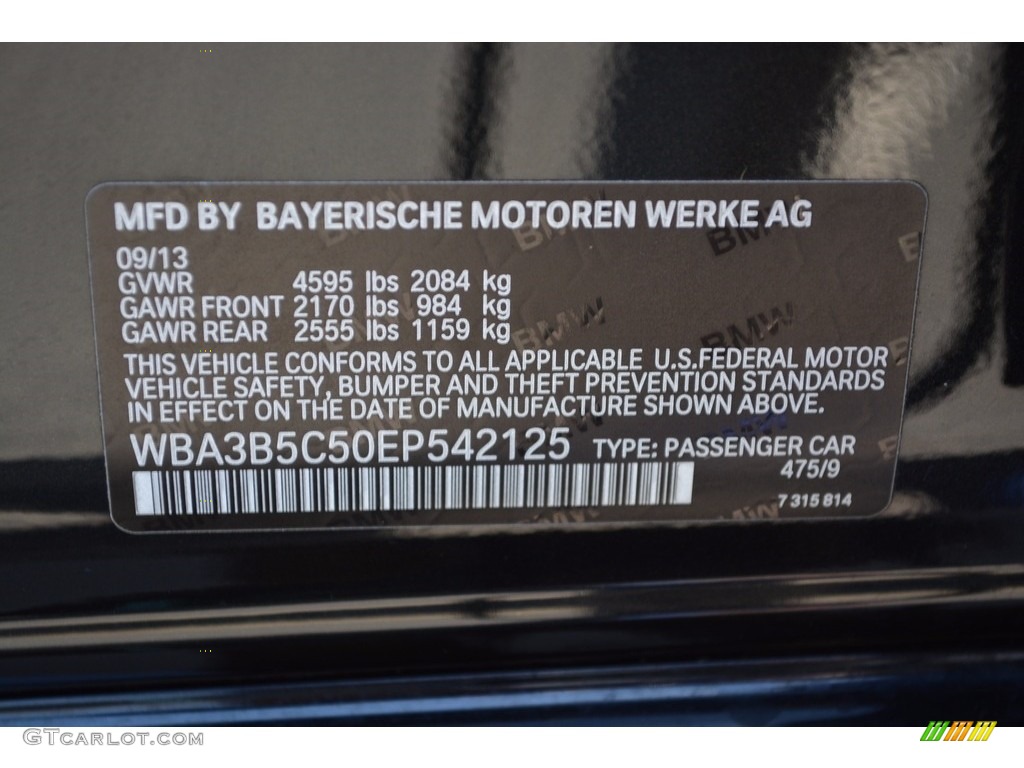 MFD BY BAYERISCHE MOTOREN WERKE AG
09/13
GVWR 4595 lbs 2084 kg
GAWR FRONT 2170 lbs 984 kg
GAWR REAR 2555 lbs 1159 kg
THIS VEHICLE CONFORMS TO ALL APPLICABLE U.S.FEDERAL MOTOR
VEHICLE SAFETY, BUMPER AND THEFT PREVENTION STANDARDS
IN EFFECT ON THE DATE OF MANUFACTURE SHOWN ABOVE.
WBA3B5C50EP542125 TYPE: PASSENGER CAR
475/9
7 315 814
GTCarLot.com